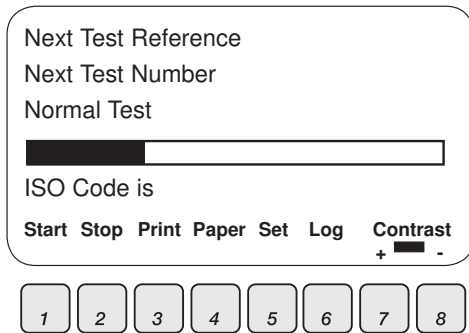 Next Test Reference
Next Test Number
Normal Test
ISO Code is
Start Stop Print Paper Set Log Contrast
+ -
1 2 3 4 5 6 7 8